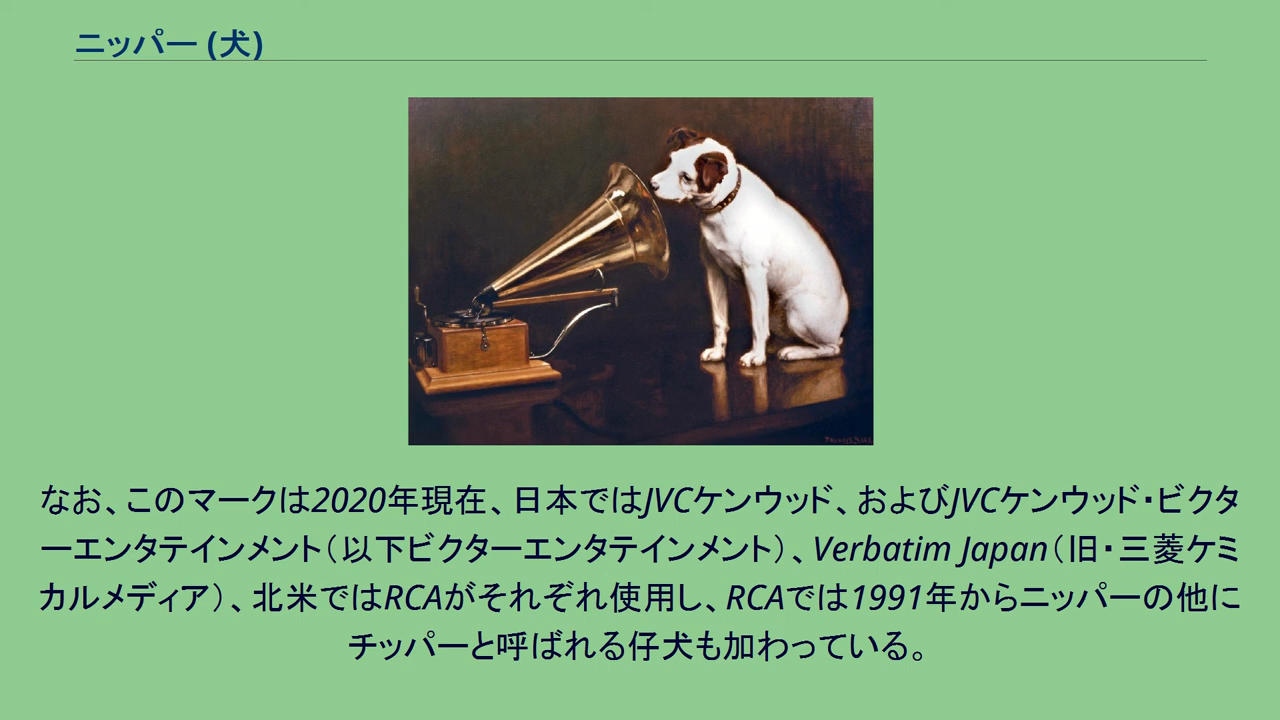 ニッパー (犬)
なお、このマークは2020年現在、日本ではJVCケンウッド、およびJVCケンウッド・ビクタ
ーエンタテインメント（以下ビクターエンタテインメント）、Verbatim Japan（旧・三菱ケミ
カルメディア）、北米ではRCAがそれぞれ使用し、RCAでは1991年からニッパーの他に
チッパーと呼ばれる仔犬も加わっている。